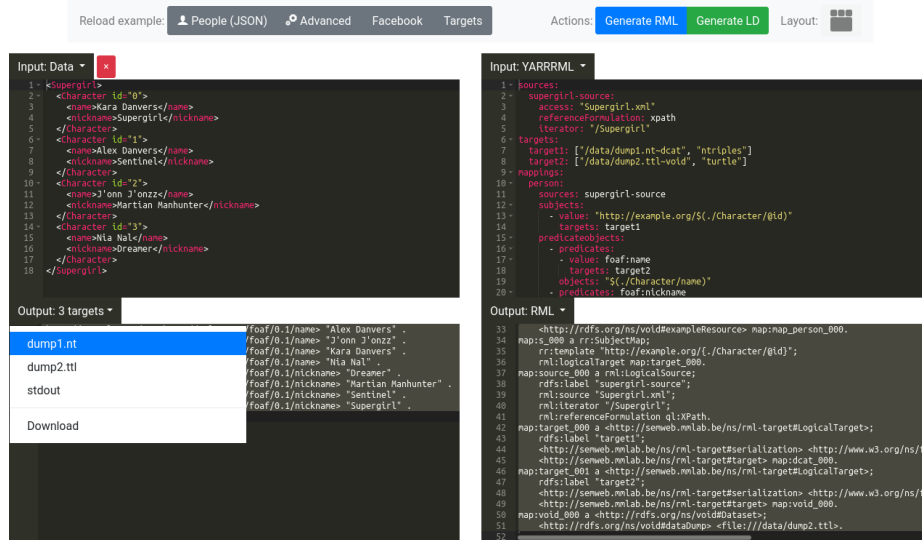 Reload example: People (JSON) Advanced Facebook Targets Actions: Generate RML Generate LD Layout:
Input: Data
×
1 <Supergirl>
2 <Character id="0">
3 <name>Kara Danvers</name>
4 <nickname>Supergirl</nickname>
5 </Character>
6 <Character id="1">
7 <name>Alex Danvers</name>
8 <nickname>Sentinel</nickname>
9 </Character>
10 <Character id="2">
11 <name>J'onn J'onzz</name>
12 <nickname>Martian Manhunter</nickname>
13 </Character>
14 <Character id="3">
15 <name>Nia Nal</name>
16 <nickname>Dreamer</nickname>
17 </Character>
18 </Supergirl>
Input: YARRRML
1 sources:
2 supergirl-source:
3 access: "Supergirl.xml"
4 referenceFormulation: xpath
5 iterator: "/Supergirl"
6 targets:
7 target1: ["/data/dump1.nt~dcat", "ntriples"]
8 target2: ["/data/dump2.ttl~void", "turtle"]
9 mappings:
10 person:
11 sources: supergirl-source
12 subjects:
13 - value: "http://example.org/$(./Character/@id)"
14 targets: target1
15 predicateobjects:
16 - predicates:
17 - value: foaf:name
18 targets: target2
19 objects: "$(./Character/name)"
20 - predicates: foaf:nickname
Output: 3 targets
dump1.nt
dump2.ttl
stdout
Download
/foaf/0.1/name> "Alex Danvers" .
/foaf/0.1/name> "J'onn J'onzz" .
/foaf/0.1/name> "Kara Danvers" .
/foaf/0.1/name> "Nia Nal" .
/foaf/0.1/nickname> "Dreamer" .
/foaf/0.1/nickname> "Martian Manhunter" .
/foaf/0.1/nickname> "Sentinel" .
/foaf/0.1/nickname> "Supergirl" .
Output: RML
33 <http://rdfs.org/ns/void#exampleResource> map:map_person_000.
34 map:s_000 a rr:SubjectMap;
35 rr:template "http://example.org/{./Character/@id}";
36 rml:logicalTarget map:target_000.
37 map:source_000 a rml:LogicalSource;
38 rdfs:label "supergirl-source";
39 rml:source "Supergirl.xml";
40 rml:iterator "/Supergirl";
41 rml:referenceFormulation ql:XPath.
42 map:target_000 a <http://semweb.mmlab.be/ns/rml-target#LogicalTarget>;
43 rdfs:label "target1";
44 <http://semweb.mmlab.be/ns/rml-target#serialization> <http://www.w3.org/ns/f
45 <http://semweb.mmlab.be/ns/rml-target#target> map:dcat_000.
46 map:target_001 a <http://semweb.mmlab.be/ns/rml-target#LogicalTarget>;
47 rdfs:label "target2";
48 <http://semweb.mmlab.be/ns/rml-target#serialization> <http://www.w3.org/ns/f
49 <http://semweb.mmlab.be/ns/rml-target#target> map:void_000.
50 map:void_000 a <http://rdfs.org/ns/void#Dataset>;
51 <http://rdfs.org/ns/void#dataDump> <file:///data/dump2.ttl>.
52